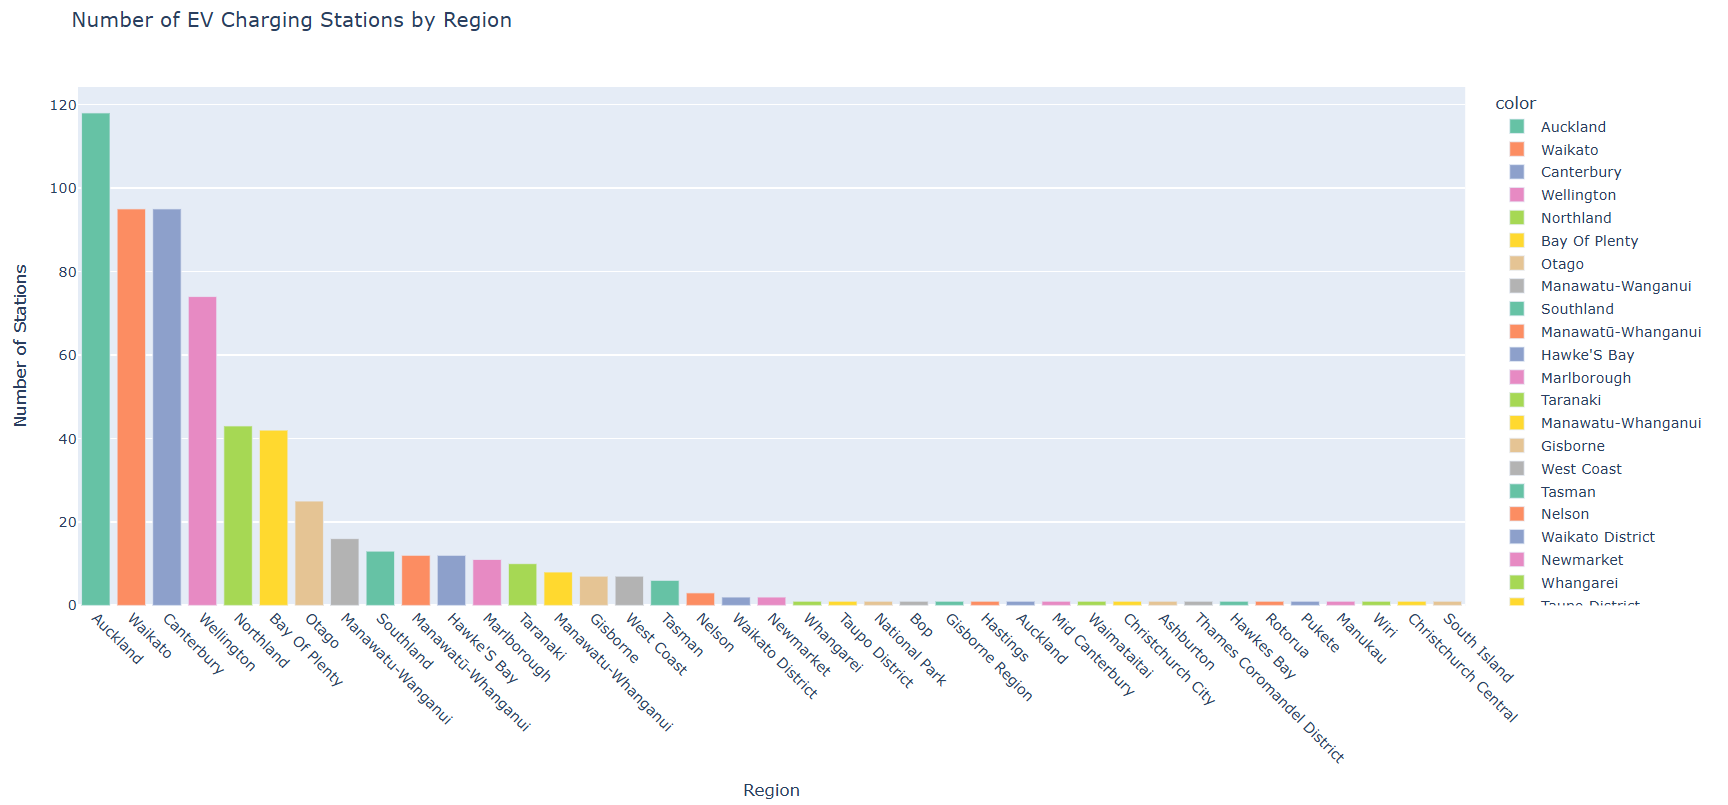 Number of EV Charging Stations by Region
Number of Stations
120
100
80
60
40
20
0
Auckland
Waikato
Canterbury
Wellington
Northland
Bay Of Plenty
Otago
Manawatu-Wanganui
Southland
Manawatū-Whanganui
Hawke'S Bay
Marlborough
Taranaki
Manawatu-Whanganui
Gisborne
West Coast
Tasman
Nelson
Waikato District
Newmarket
Whangarei
Taupo District
National Park
Bop
Gisborne Region
Hastings
Auckland
Mid Canterbury
Waimataitai
Christchurch City
Ashburton
Thames Coromandel District
Hawkes Bay
Rotorua
Pukete
Manukau
Wiri
Christchurch Central
South Island
Region
color
Auckland
Waikato
Canterbury
Wellington
Northland
Bay Of Plenty
Otago
Manawatu-Wanganui
Southland
Manawatū-Whanganui
Hawke'S Bay
Marlborough
Taranaki
Manawatu-Whanganui
Gisborne
West Coast
Tasman
Nelson
Waikato District
Newmarket
Whangarei
Taupo District